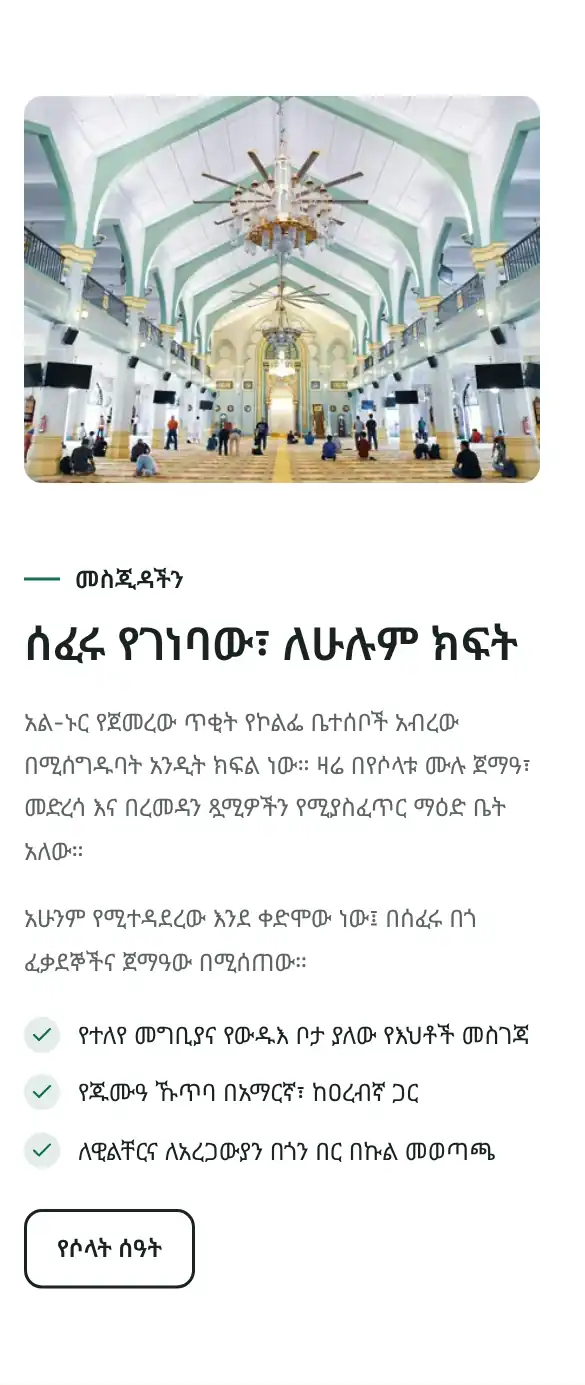 መስጂዳችን
ሰፈሩ የገነባው፣ ለሁሉም ክፍት
አል-ኑር የጀመረው ጥቂት የኮልፌ ቤተሰቦች አብረው
በሚሰግዱባት አንዲት ክፍል ነው። ዛሬ በየሶላቱ ሙሉ ጀማዓ፣
መድረሳ እና በረመዳን ጿሚዎችን የሚያስፈጥር ማዕድ ቤት
አለው።
አሁንም የሚተዳደረው እንደ ቀድሞው ነው፤ በሰፈሩ በጎ
ፈቃደኞችና ጀማዓው በሚሰጠው።
የተለየ መግቢያና የውዱእ ቦታ ያለው የእህቶች መስገጃ
የጁሙዓ ኹጥባ በአማርኛ፣ ከዐረብኛ ጋር
ለዊልቸርና ለአረጋውያን በጎን በር በኩል መወጣጫ
የሶላት ሰዓት